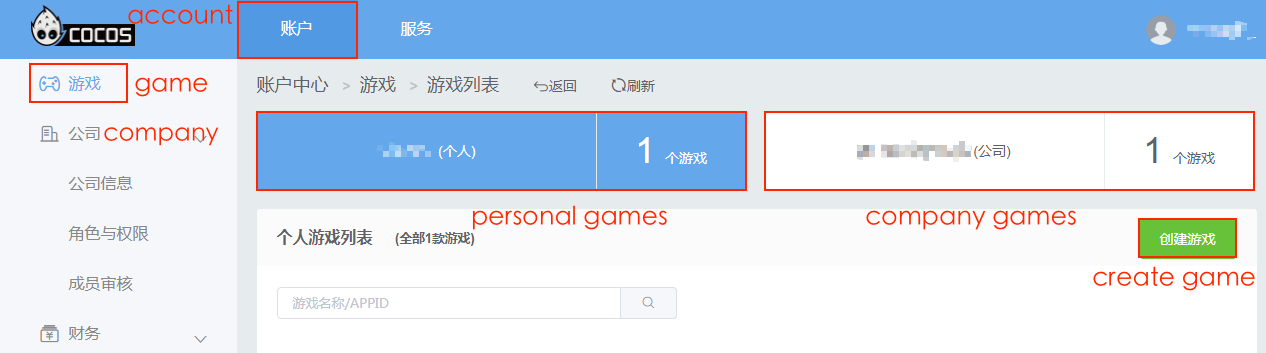 COCOS
account
账户
服务
游戏
game
公司
company
公司信息
角色与权限
成员审核
财务
账户中心 > 游戏 > 游戏列表
返回
刷新
(个人)
1 个游戏
(公司)
1 个游戏
personal games
company games
个人游戏列表 (全部1款游戏)
创建游戏
create game
游戏名称/APPID